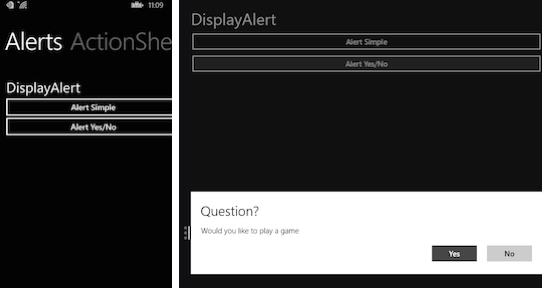 11:09
Alerts ActionShe
DisplayAlert
Alert Simple
Alert Yes/No
DisplayAlert
Alert Simple
Alert Yes/No
Question?
Would you like to play a game
Yes No